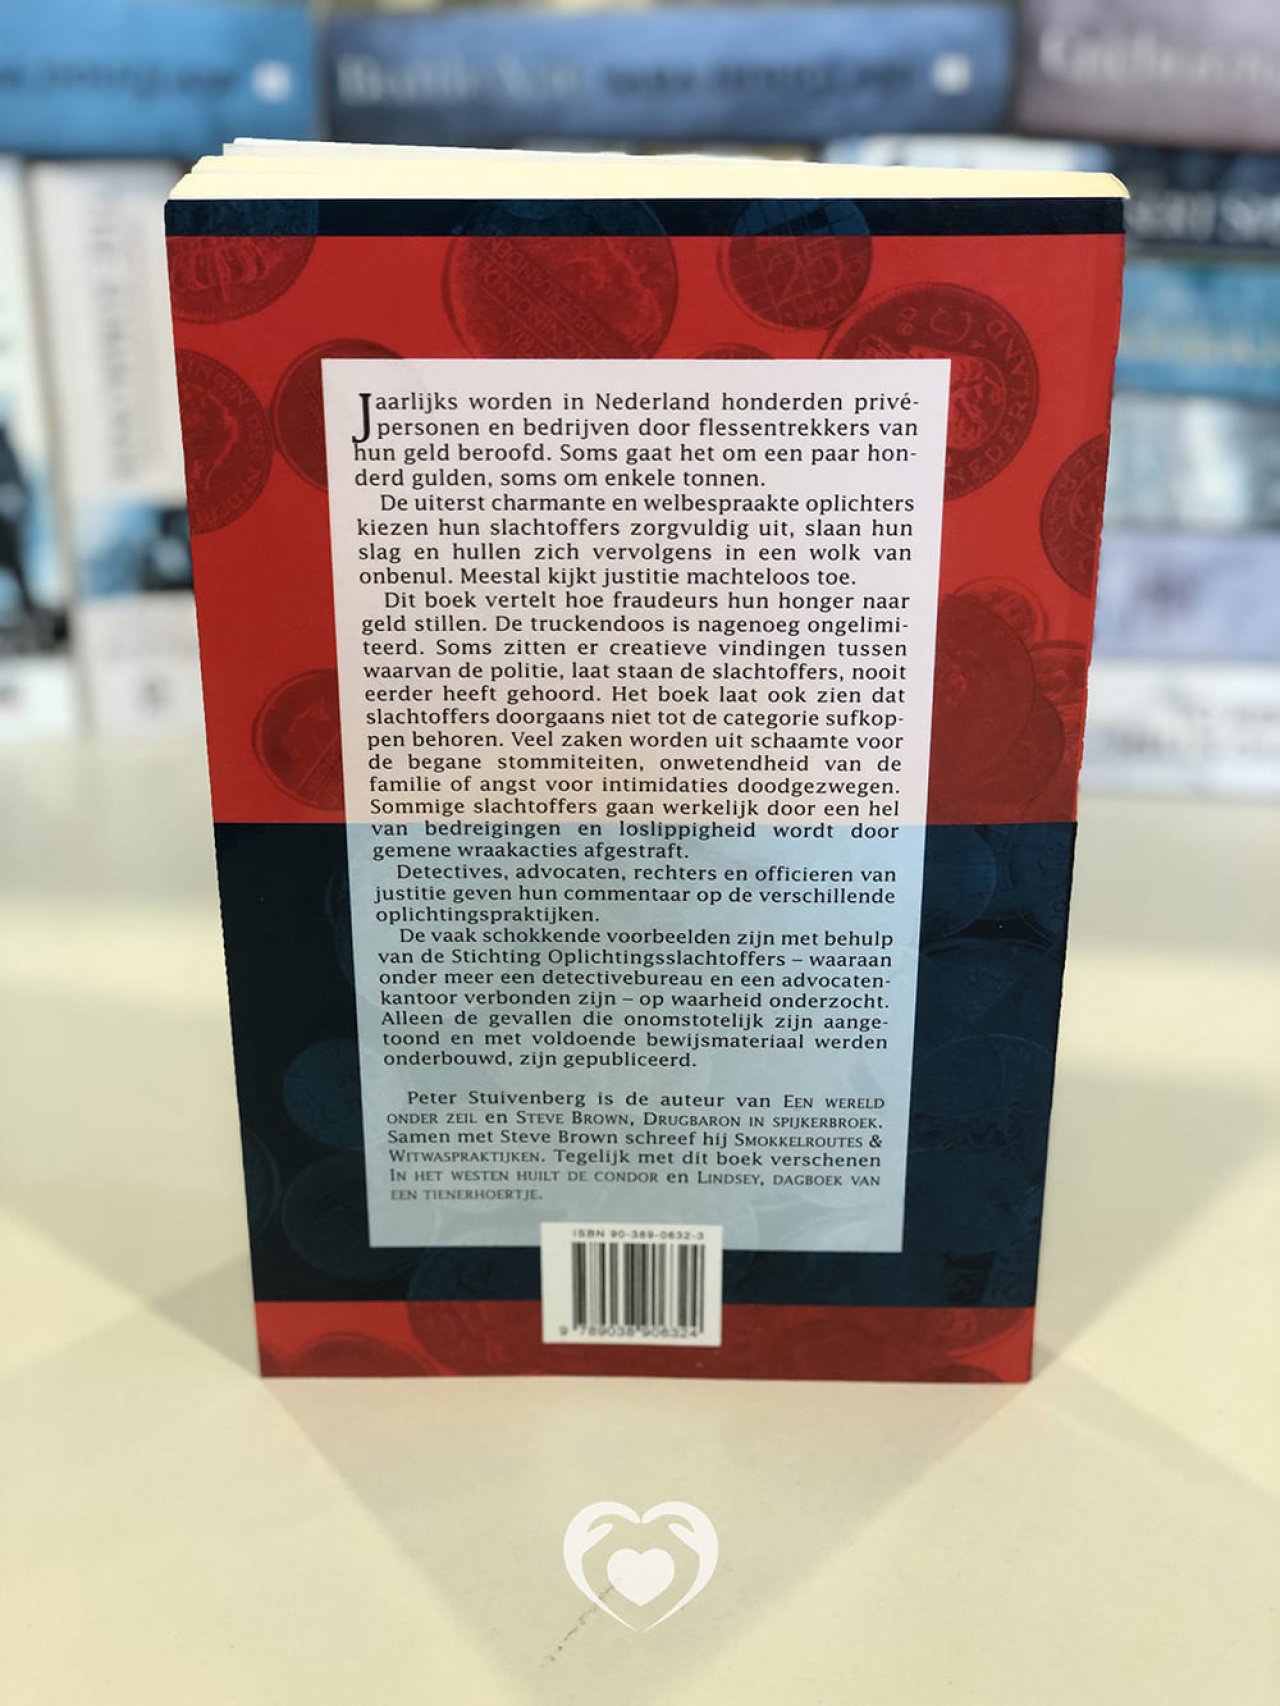 25
1982
NEDERLAND
Jaarlijks worden in Nederland honderden privé-
personen en bedrijven door flessentrekkers van
hun geld beroofd. Soms gaat het om een paar hon-
derd gulden, soms om enkele tonnen.
De uiterst charmante en welbespraakte oplichters
kiezen hun slachtoffers zorgvuldig uit, slaan hun
slag en hullen zich vervolgens in een wolk van
onbenul. Meestal kijkt justitie machteloos toe.
Dit boek vertelt hoe fraudeurs hun honger naar
geld stillen. De truckendoos is nagenoeg ongelimi-
teerd. Soms zitten er creatieve vindingen tussen
waarvan de politie, laat staan de slachtoffers, nooit
eerder heeft gehoord. Het boek laat ook zien dat
slachtoffers doorgaans niet tot de categorie sufkop-
pen behoren. Veel zaken worden uit schaamte voor
de begane stommiteiten, onwetendheid van de
familie of angst voor intimidaties doodgezwegen.
Sommige slachtoffers gaan werkelijk door een hel
van bedreigingen en loslippigheid wordt door
gemene wraakacties afgestraft.
Detectives, advocaten, rechters en officieren van
justitie geven hun commentaar op de verschillende
oplichtingspraktijken.
De vaak schokkende voorbeelden zijn met behulp
van de Stichting Oplichtingsslachtoffers – waaraan
onder meer een detectivebureau en een advocaten-
kantoor verbonden zijn – op waarheid onderzocht.
Alleen de gevallen die onomstotelijk zijn aange-
toond en met voldoende bewijsmateriaal werden
onderbouwd, zijn gepubliceerd.
Peter Stuivenberg is de auteur van EEN WERELD
ONDER ZEIL en STEVE BROWN, DRUGBARON IN SPIJKERBROEK.
Samen met Steve Brown schreef hij SMOKKELROUTES &
WITWASPRAKTIJKEN. Tegelijk met dit boek verschenen
IN HET WESTEN HUILT DE CONDOR en LINDSEY, DAGBOEK VAN
EEN TIENERHOERTJE.
ISBN 90-389-0632-3
9 789038 906324